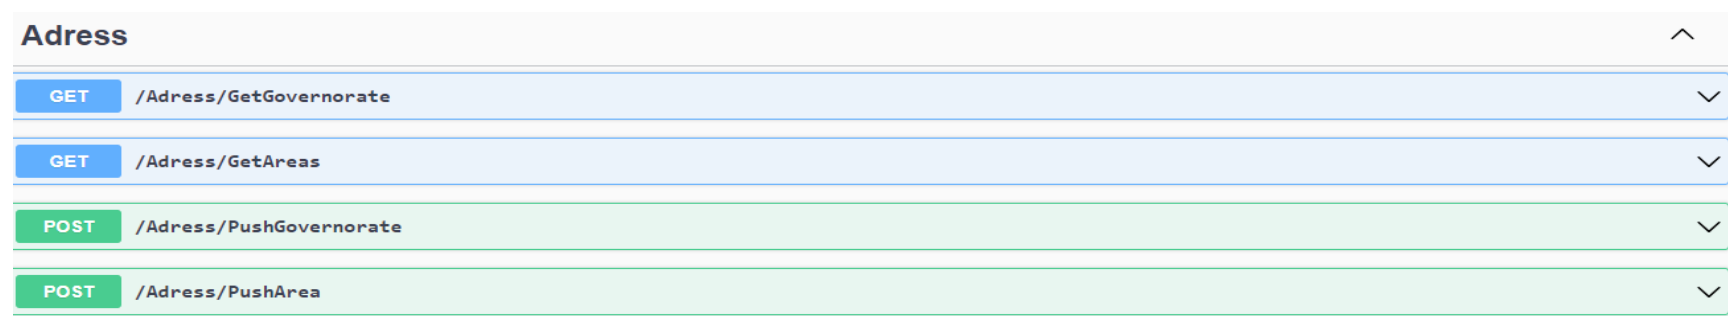 Adress
GET /Adress/GetGovernorate
GET /Adress/GetAreas
POST /Adress/PushGovernorate
POST /Adress/PushArea